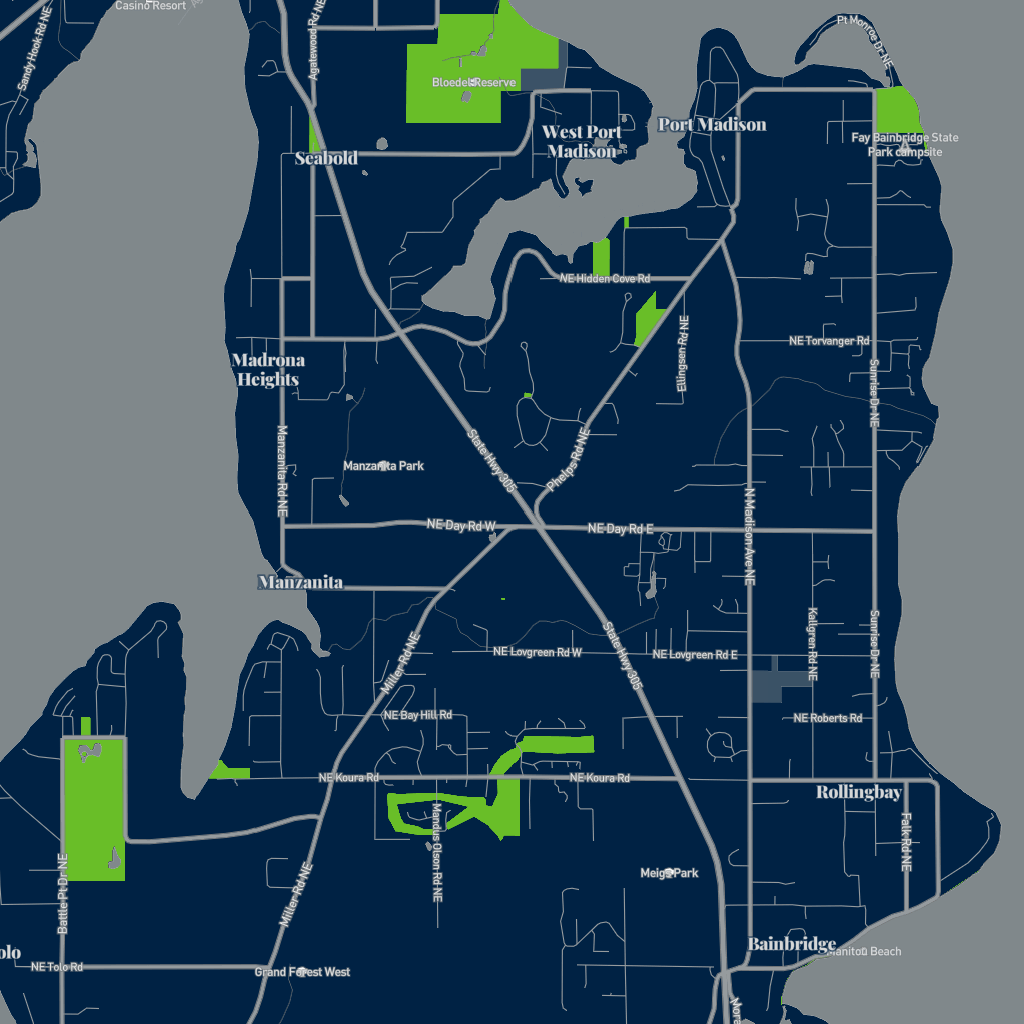 Casino Resort
Sandy Hook Rd NE
Agatewood Rd NE
Pt Monroe Dr NE
Bloedel Reserve
West Port
Madison
Port Madison
Fay Bainbridge State
Park campsite
Seabold
NE Hidden Cove Rd
Ellingsen Rd NE
NE Torvanger Rd
Sunrise Dr NE
Madrona
Heights
Manzanita Rd NE
State Hwy 305
Phelps Rd NE
Manzanita Park
N Madison Ave NE
NE Day Rd W
NE Day Rd E
Manzanita
Miller Rd NE
State Hwy 305
Kallgren Rd NE
Sunrise Dr NE
NE Lovgreen Rd W
NE Lovgreen Rd E
NE Bay Hill Rd
NE Roberts Rd
NE Koura Rd
NE Koura Rd
Rollingbay
Mandus Olson Rd NE
Falk Rd NE
Battle Pt Dr NE
Miller Rd NE
Meigs Park
Bainbridge
Manitou Beach
olo
NE Tolo Rd
Grand Forest West
Mora